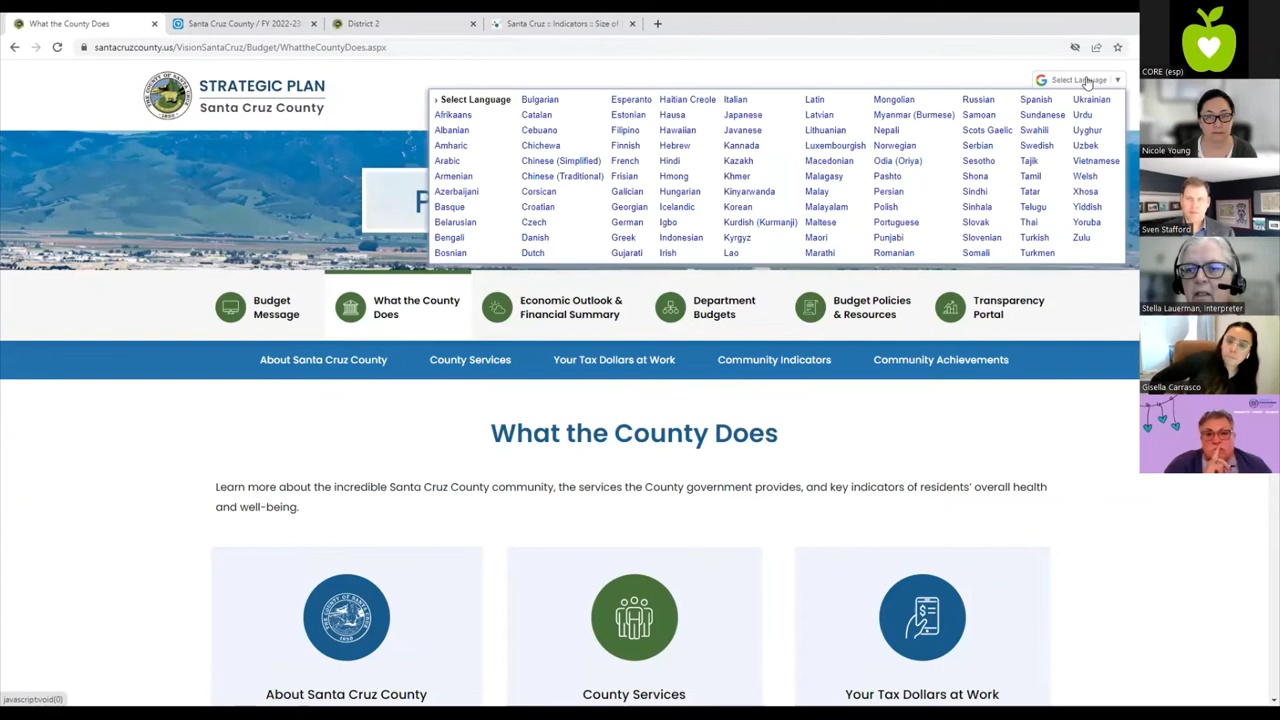 What the County Does
Santa Cruz County / FY 2022-23
District 2
Santa Cruz :: Indicators :: Size of
santacruzcounty.us/VisionSantaCruz/Budget/WhattheCountyDoes.aspx
STRATEGIC PLAN
Santa Cruz County
Select Language
› Select Language
Afrikaans
Albanian
Amharic
Arabic
Armenian
Azerbaijani
Basque
Belarusian
Bengali
Bosnian
Bulgarian
Catalan
Cebuano
Chichewa
Chinese (Simplified)
Chinese (Traditional)
Corsican
Croatian
Czech
Danish
Dutch
Esperanto
Estonian
Filipino
Finnish
French
Frisian
Galician
Georgian
German
Greek
Gujarati
Haitian Creole
Hausa
Hawaiian
Hebrew
Hindi
Hmong
Hungarian
Icelandic
Igbo
Indonesian
Irish
Italian
Japanese
Javanese
Kannada
Kazakh
Khmer
Kinyarwanda
Korean
Kurdish (Kurmanji)
Kyrgyz
Lao
Latin
Latvian
Lithuanian
Luxembourgish
Macedonian
Malagasy
Malay
Malayalam
Maltese
Maori
Marathi
Mongolian
Myanmar (Burmese)
Nepali
Norwegian
Odia (Oriya)
Pashto
Persian
Polish
Portuguese
Punjabi
Romanian
Russian
Samoan
Scots Gaelic
Serbian
Sesotho
Shona
Sindhi
Sinhala
Slovak
Slovenian
Somali
Spanish
Sundanese
Swahili
Swedish
Tajik
Tamil
Tatar
Telugu
Thai
Turkish
Turkmen
Ukrainian
Urdu
Uyghur
Uzbek
Vietnamese
Welsh
Xhosa
Yiddish
Yoruba
Zulu
Budget
Message
What the County
Does
Economic Outlook &
Financial Summary
Department
Budgets
Budget Policies
& Resources
Transparency
Portal
About Santa Cruz County
County Services
Your Tax Dollars at Work
Community Indicators
Community Achievements
What the County Does
Learn more about the incredible Santa Cruz County community, the services the County government provides, and key indicators of residents' overall health
and well-being.
About Santa Cruz County
County Services
Your Tax Dollars at Work
javascript:void(0)
CORE (esp)
Nicole Young
Sven Stafford
Stella Lauerman, Interpreter
Gisella Carrasco